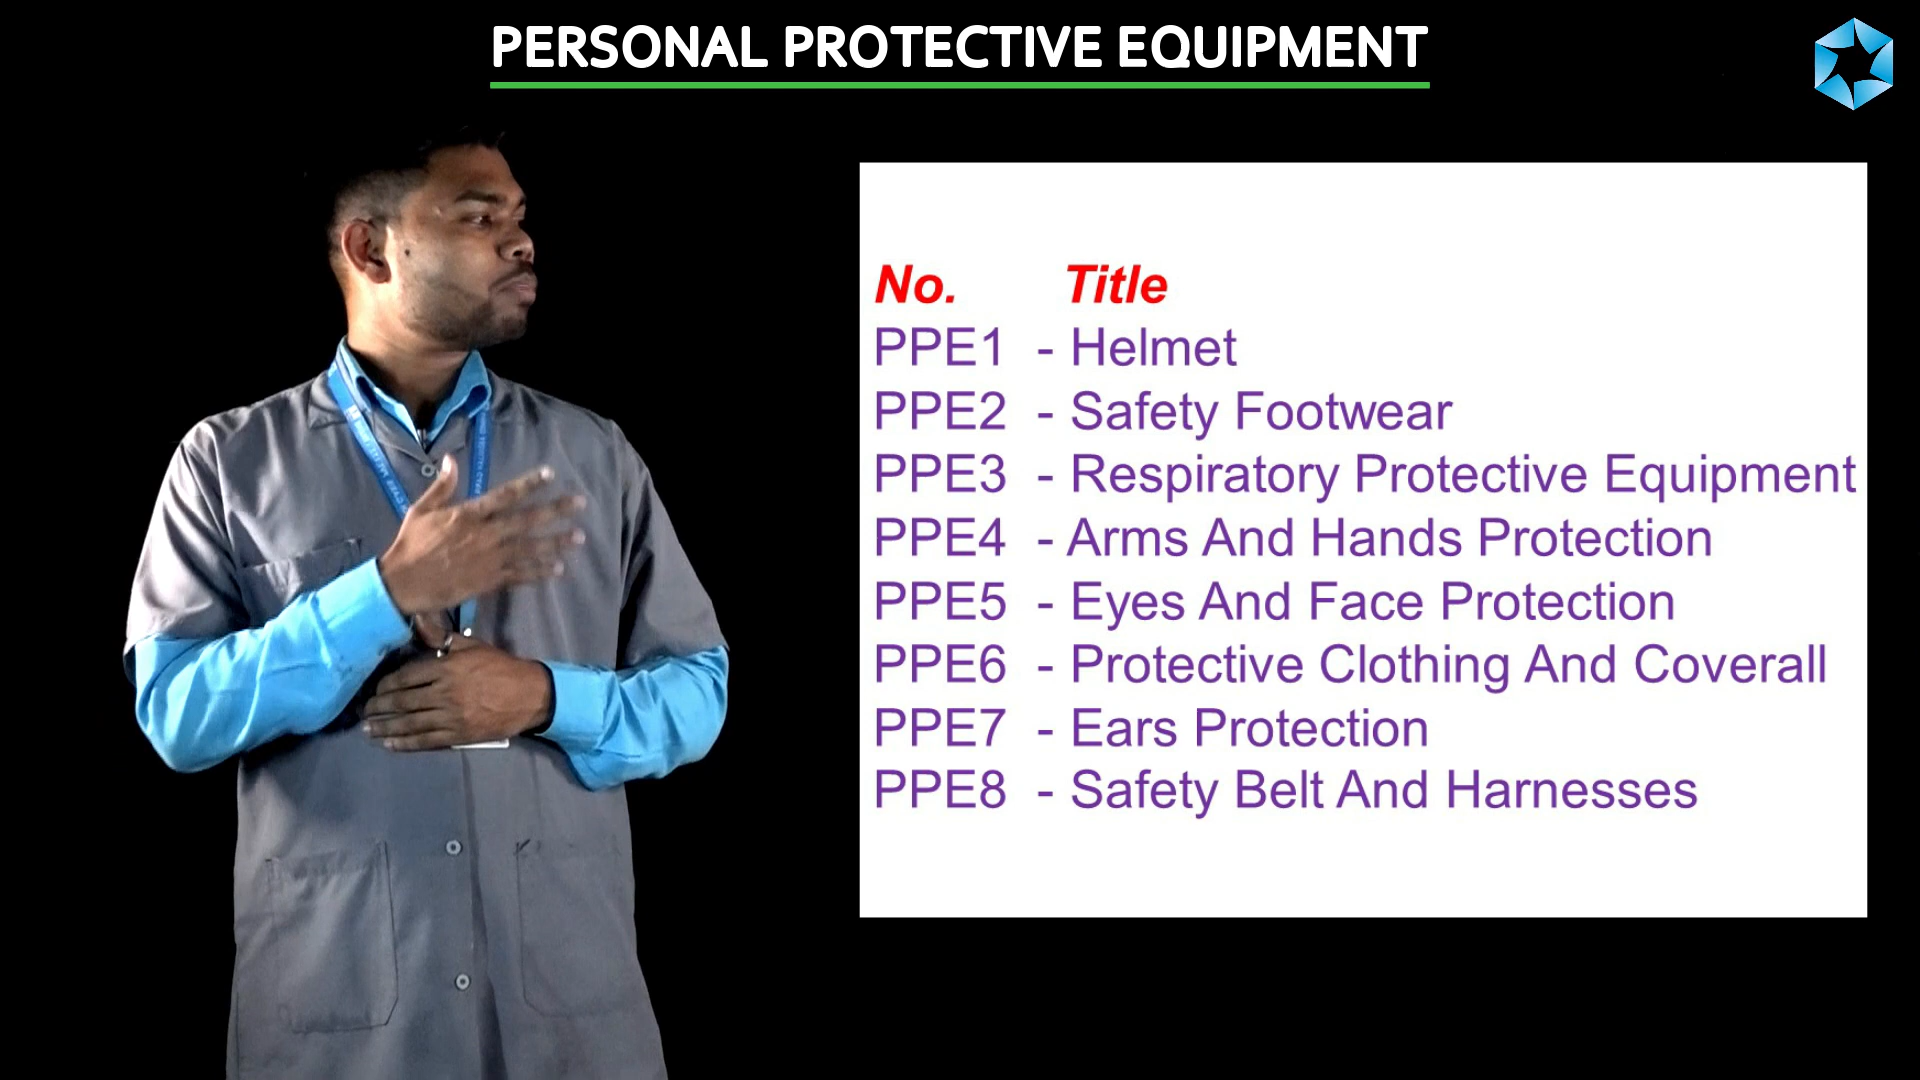 PERSONAL PROTECTIVE EQUIPMENT
No. Title
PPE1 - Helmet
PPE2 - Safety Footwear
PPE3 - Respiratory Protective Equipment
PPE4 - Arms And Hands Protection
PPE5 - Eyes And Face Protection
PPE6 - Protective Clothing And Coverall
PPE7 - Ears Protection
PPE8 - Safety Belt And Harnesses